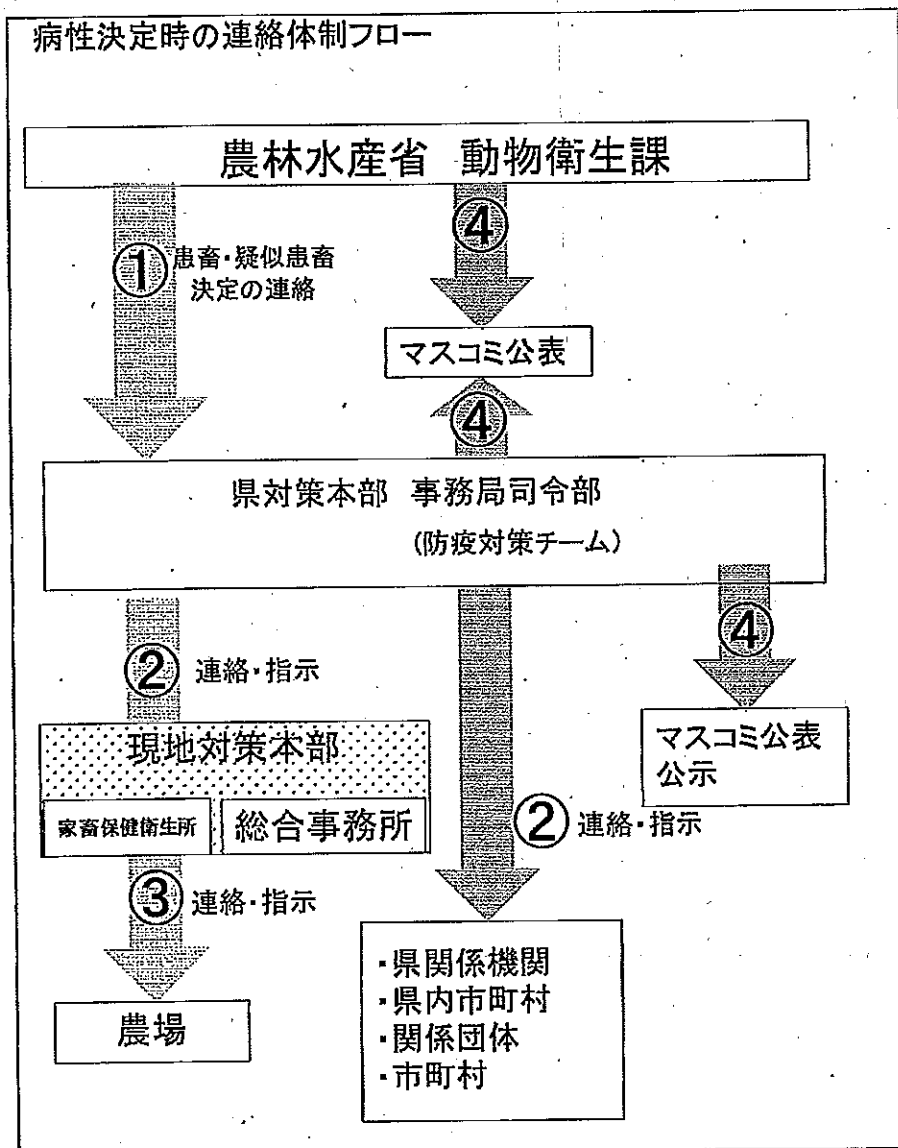 病性決定時の連絡体制フロー
農林水産省 動物衛生課
① 患畜・疑似患畜
決定の連絡
④
マスコミ公表
④
県対策本部 事務局司令部
(防疫対策チーム)
② 連絡・指示
④
現地対策本部
家畜保健衛生所 総合事務所
マスコミ公表
公示
② 連絡・指示
③ 連絡・指示
農場
・県関係機関
・県内市町村
・関係団体
・市町村